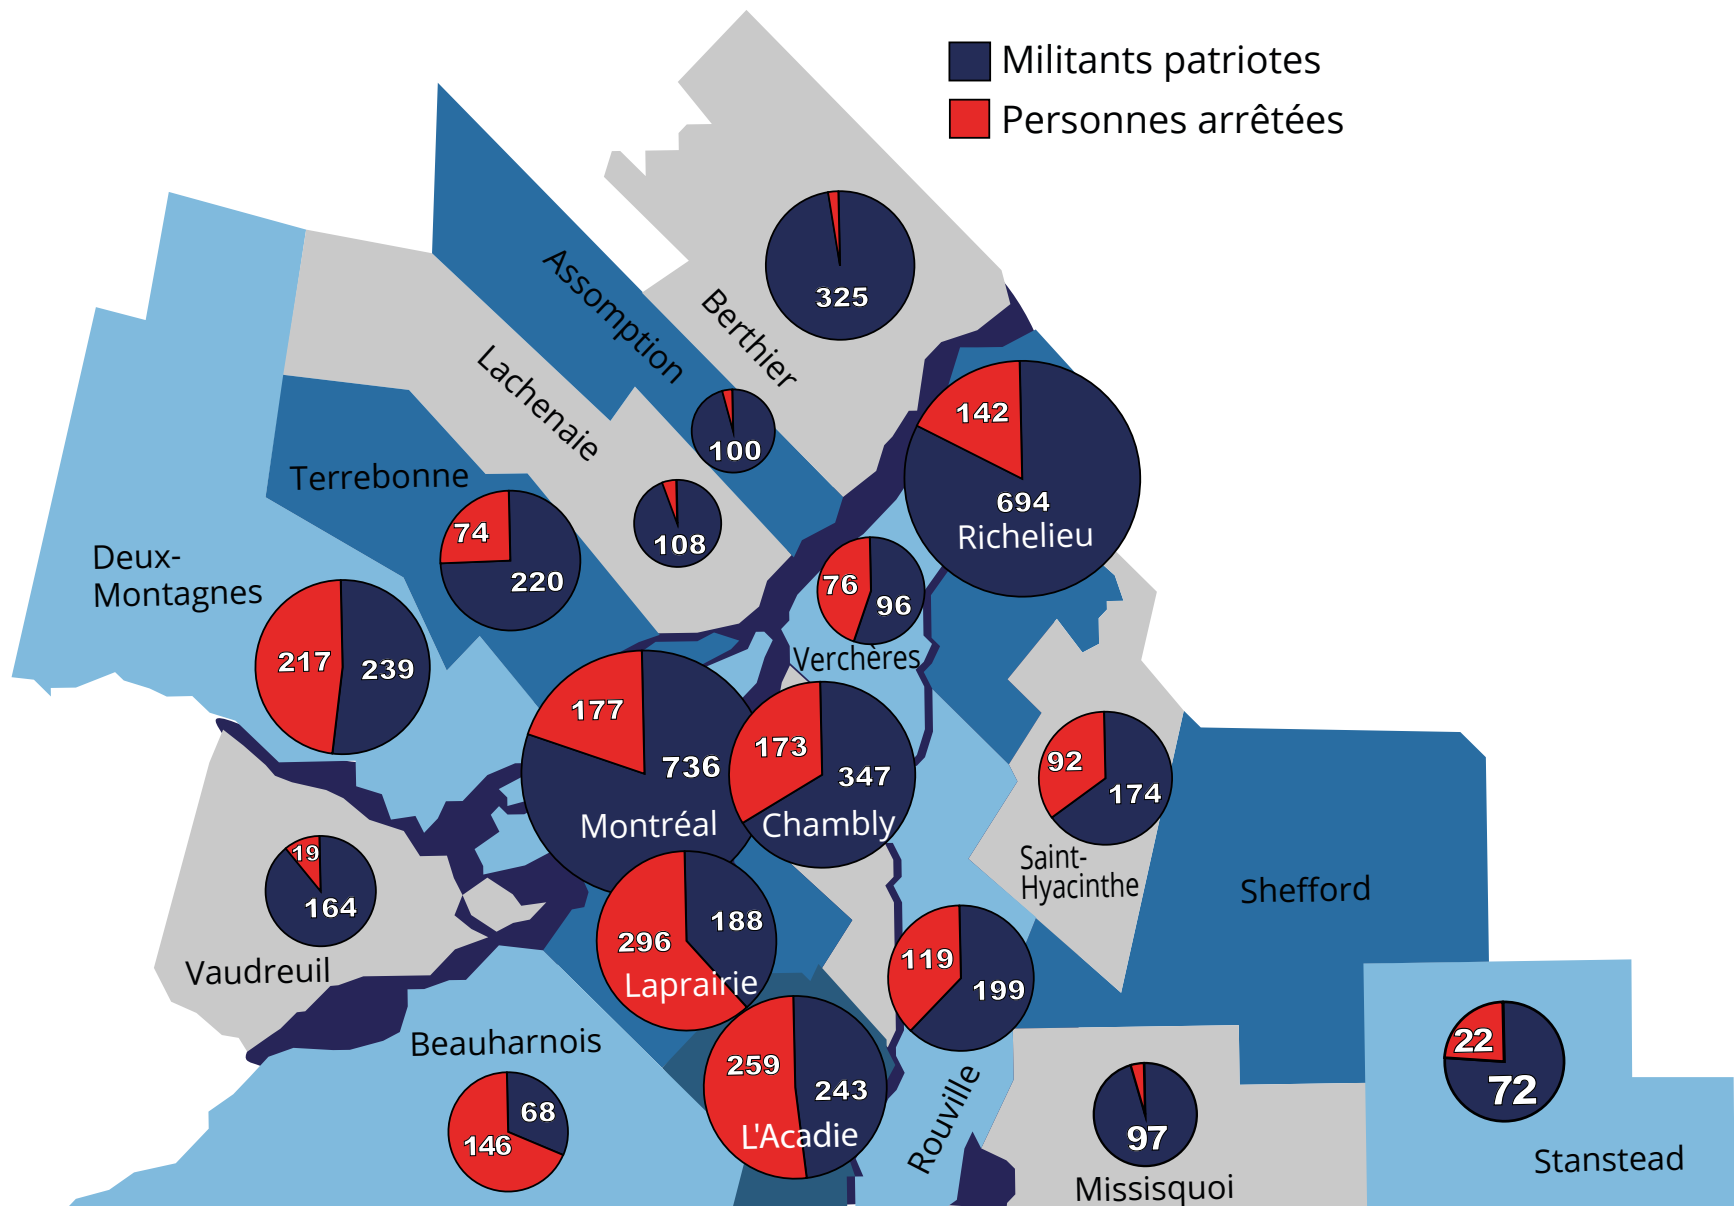 Militants patriotes
Personnes arrêtées
325
Berthier
Assomption
100
Lachenaie
108
142
694
Richelieu
Terrebonne
74
220
Deux-
Montagnes
217
239
76
96
Verchères
177
736
Montréal
173
347
Chambly
92
174
Saint-
Hyacinthe
Shefford
19
164
Vaudreuil
188
296
Laprairie
119
199
Rouville
Beauharnois
68
146
259
243
L'Acadie
97
Missisquoi
22
72
Stanstead